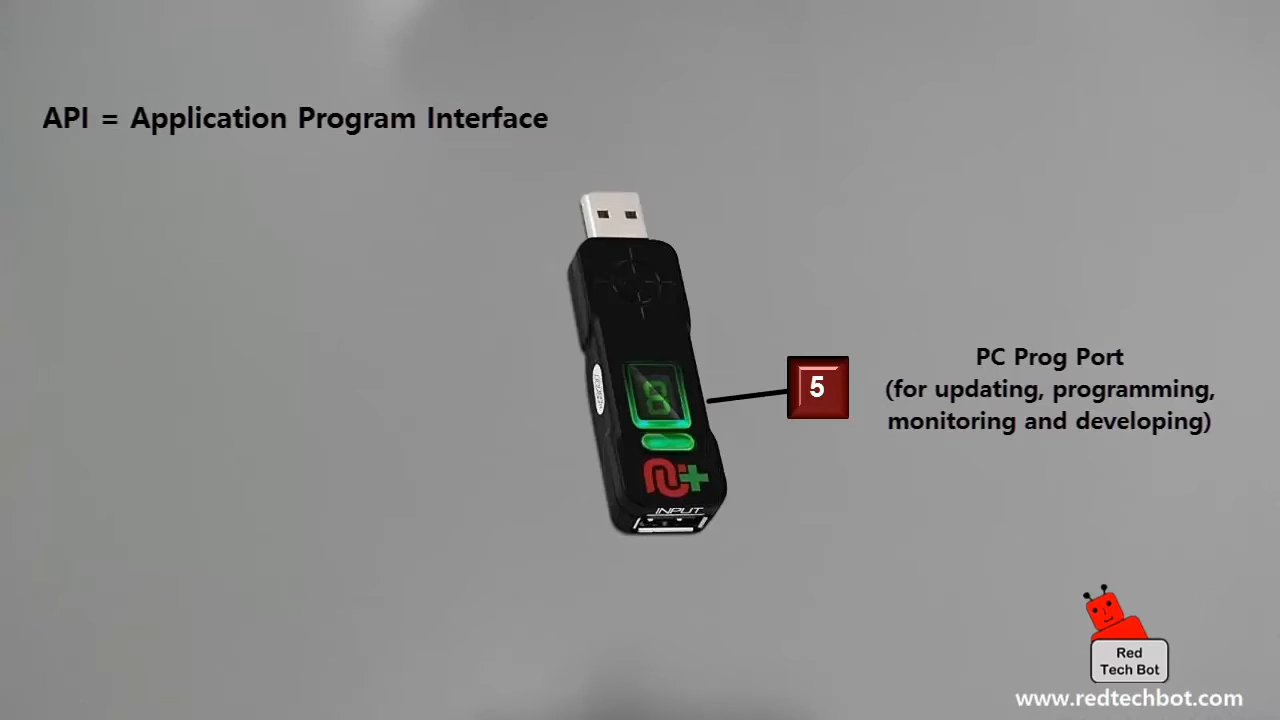 API = Application Program Interface
8
5
PC Prog Port
(for updating, programming,
monitoring and developing)
INPUT
Red
Tech Bot
www.redtechbot.com